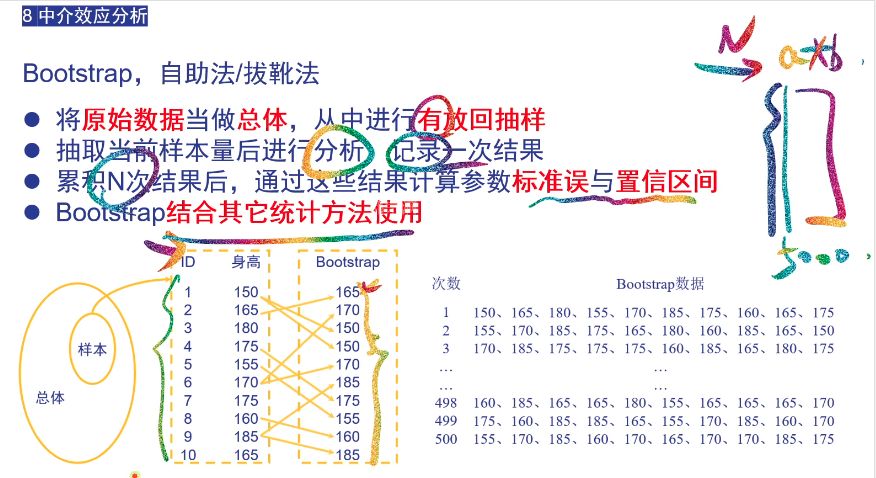 8 中介效应分析
N a×b
Bootstrap，自助法/拔靴法
● 将原始数据当做总体，从中进行有放回抽样
● 抽取当前样本量后进行分析，记录一次结果
● 累积N次结果后，通过这些结果计算参数标准误与置信区间
● Bootstrap结合其它统计方法使用
5000
总体
样本
ID 身高 Bootstrap
1 150 165
2 165 170
3 180 150
4 175 150
5 155 170
6 170 185
7 175 175
8 160 155
9 185 160
10 165 185
次数 Bootstrap数据
1 150、165、180、155、170、185、175、160、165、175
2 155、170、185、175、165、180、160、185、165、150
3 170、185、175、175、175、160、185、165、180、175
… …
… …
498 160、185、165、165、180、155、165、165、165、170
499 175、160、185、185、165、155、170、185、160、170
500 155、170、185、160、170、165、170、170、185、175